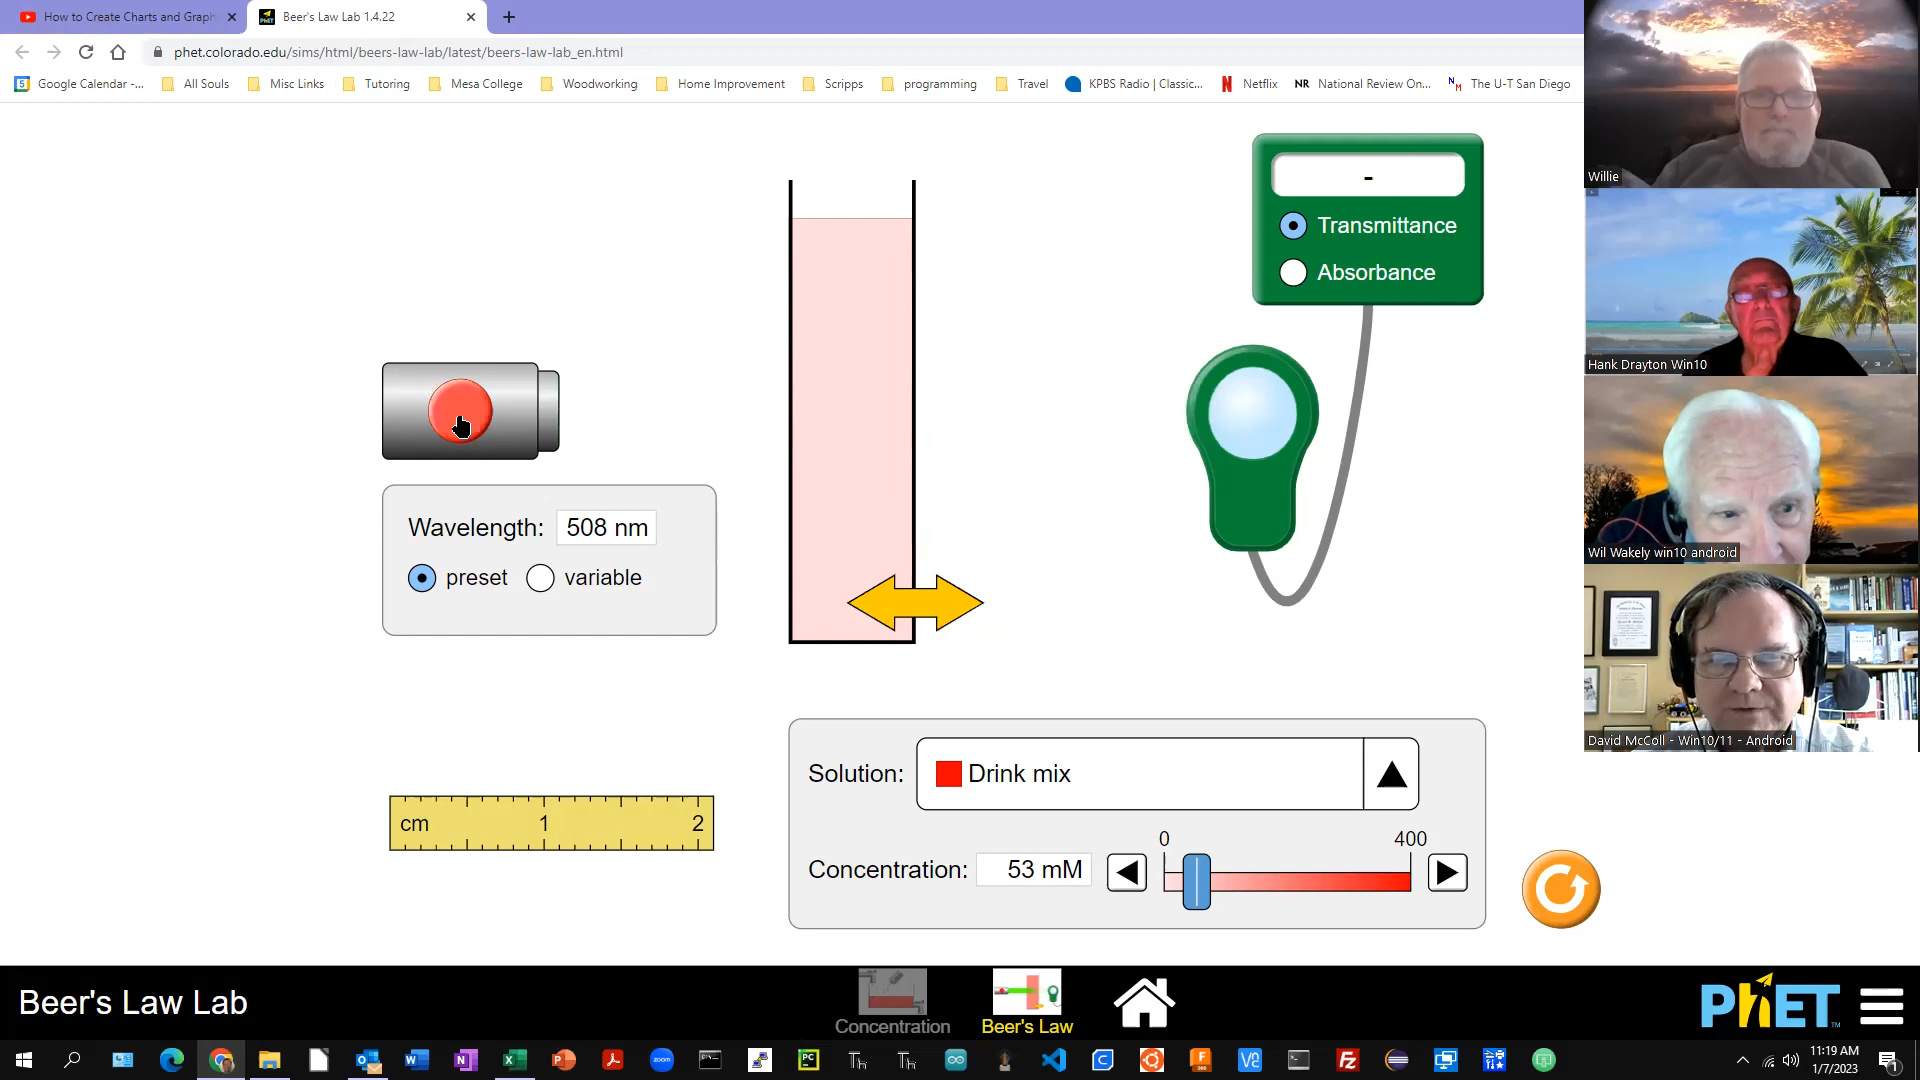 How to Create Charts and Graph
Beer's Law Lab 1.4.22
phet.colorado.edu/sims/html/beers-law-lab/latest/beers-law-lab_en.html
Google Calendar -... All Souls Misc Links Tutoring Mesa College Woodworking Home Improvement Scripps programming Travel KPBS Radio | Classic... Netflix NR National Review On... The U-T San Diego
-
Transmittance
Absorbance
Wavelength: 508 nm
preset variable
cm 1 2
Solution: Drink mix
0 400
Concentration: 53 mM
Willie
Hank Drayton Win10
Wil Wakely win10 android
David McColl - Win10/11 - Android
Beer's Law Lab
Concentration
Beer's Law
PhET
11:19 AM
1/7/2023